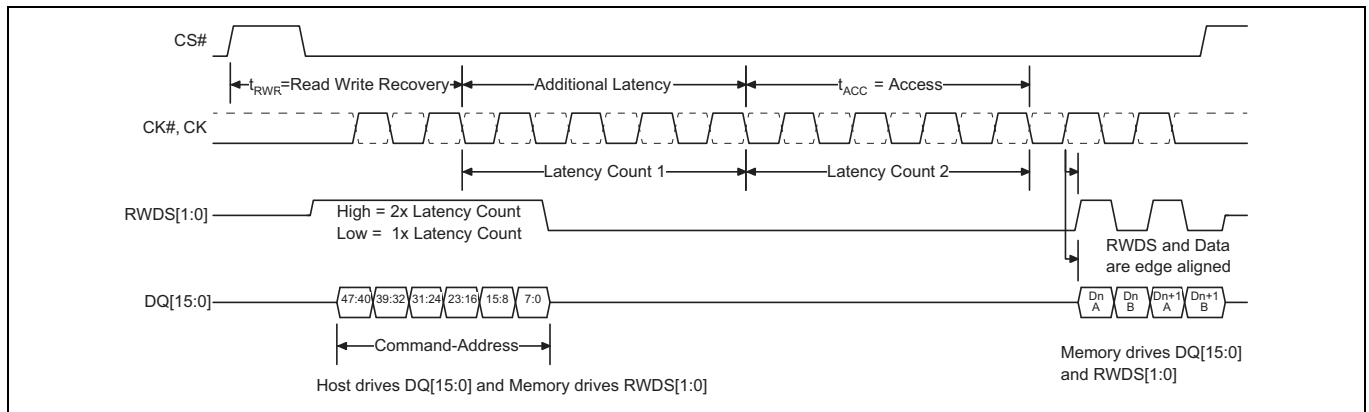 CS#
t_RWR=Read Write Recovery
Additional Latency
t_ACC = Access
CK#, CK
Latency Count 1
Latency Count 2
RWDS[1:0]
High = 2x Latency Count
Low = 1x Latency Count
RWDS and Data
are edge aligned
DQ[15:0]
47:40
39:32
31:24
23:16
15:8
7:0
Dn
A
Dn
B
Dn+1
A
Dn+1
B
Command-Address
Memory drives DQ[15:0]
and RWDS[1:0]
Host drives DQ[15:0] and Memory drives RWDS[1:0]